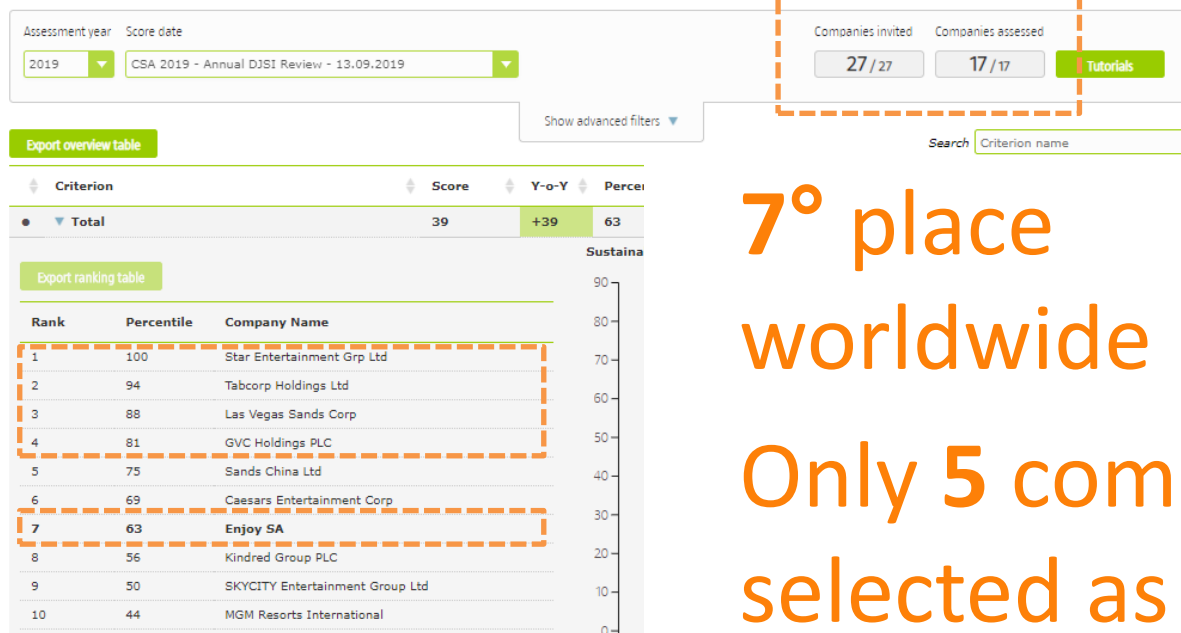 Assessment year Score date Companies invited Companies assessed
2019 CSA 2019 - Annual DJSI Review - 13.09.2019 27 / 27 17 / 17 Tutorials
Show advanced filters
Export overview table Search Criterion name
Criterion Score Y-o-Y
Total 39 +39 63
Export ranking table
Rank Percentile Company Name
1 100 Star Entertainment Grp Ltd
2 94 Tabcorp Holdings Ltd
3 88 Las Vegas Sands Corp
4 81 GVC Holdings PLC
5 75 Sands China Ltd
6 69 Caesars Entertainment Corp
7 63 Enjoy SA
8 56 Kindred Group PLC
9 50 SKYCITY Entertainment Group Ltd
10 44 MGM Resorts International
90
80
70
60
50
40
30
20
10
0
7° place
worldwide
Only 5 com
selected as